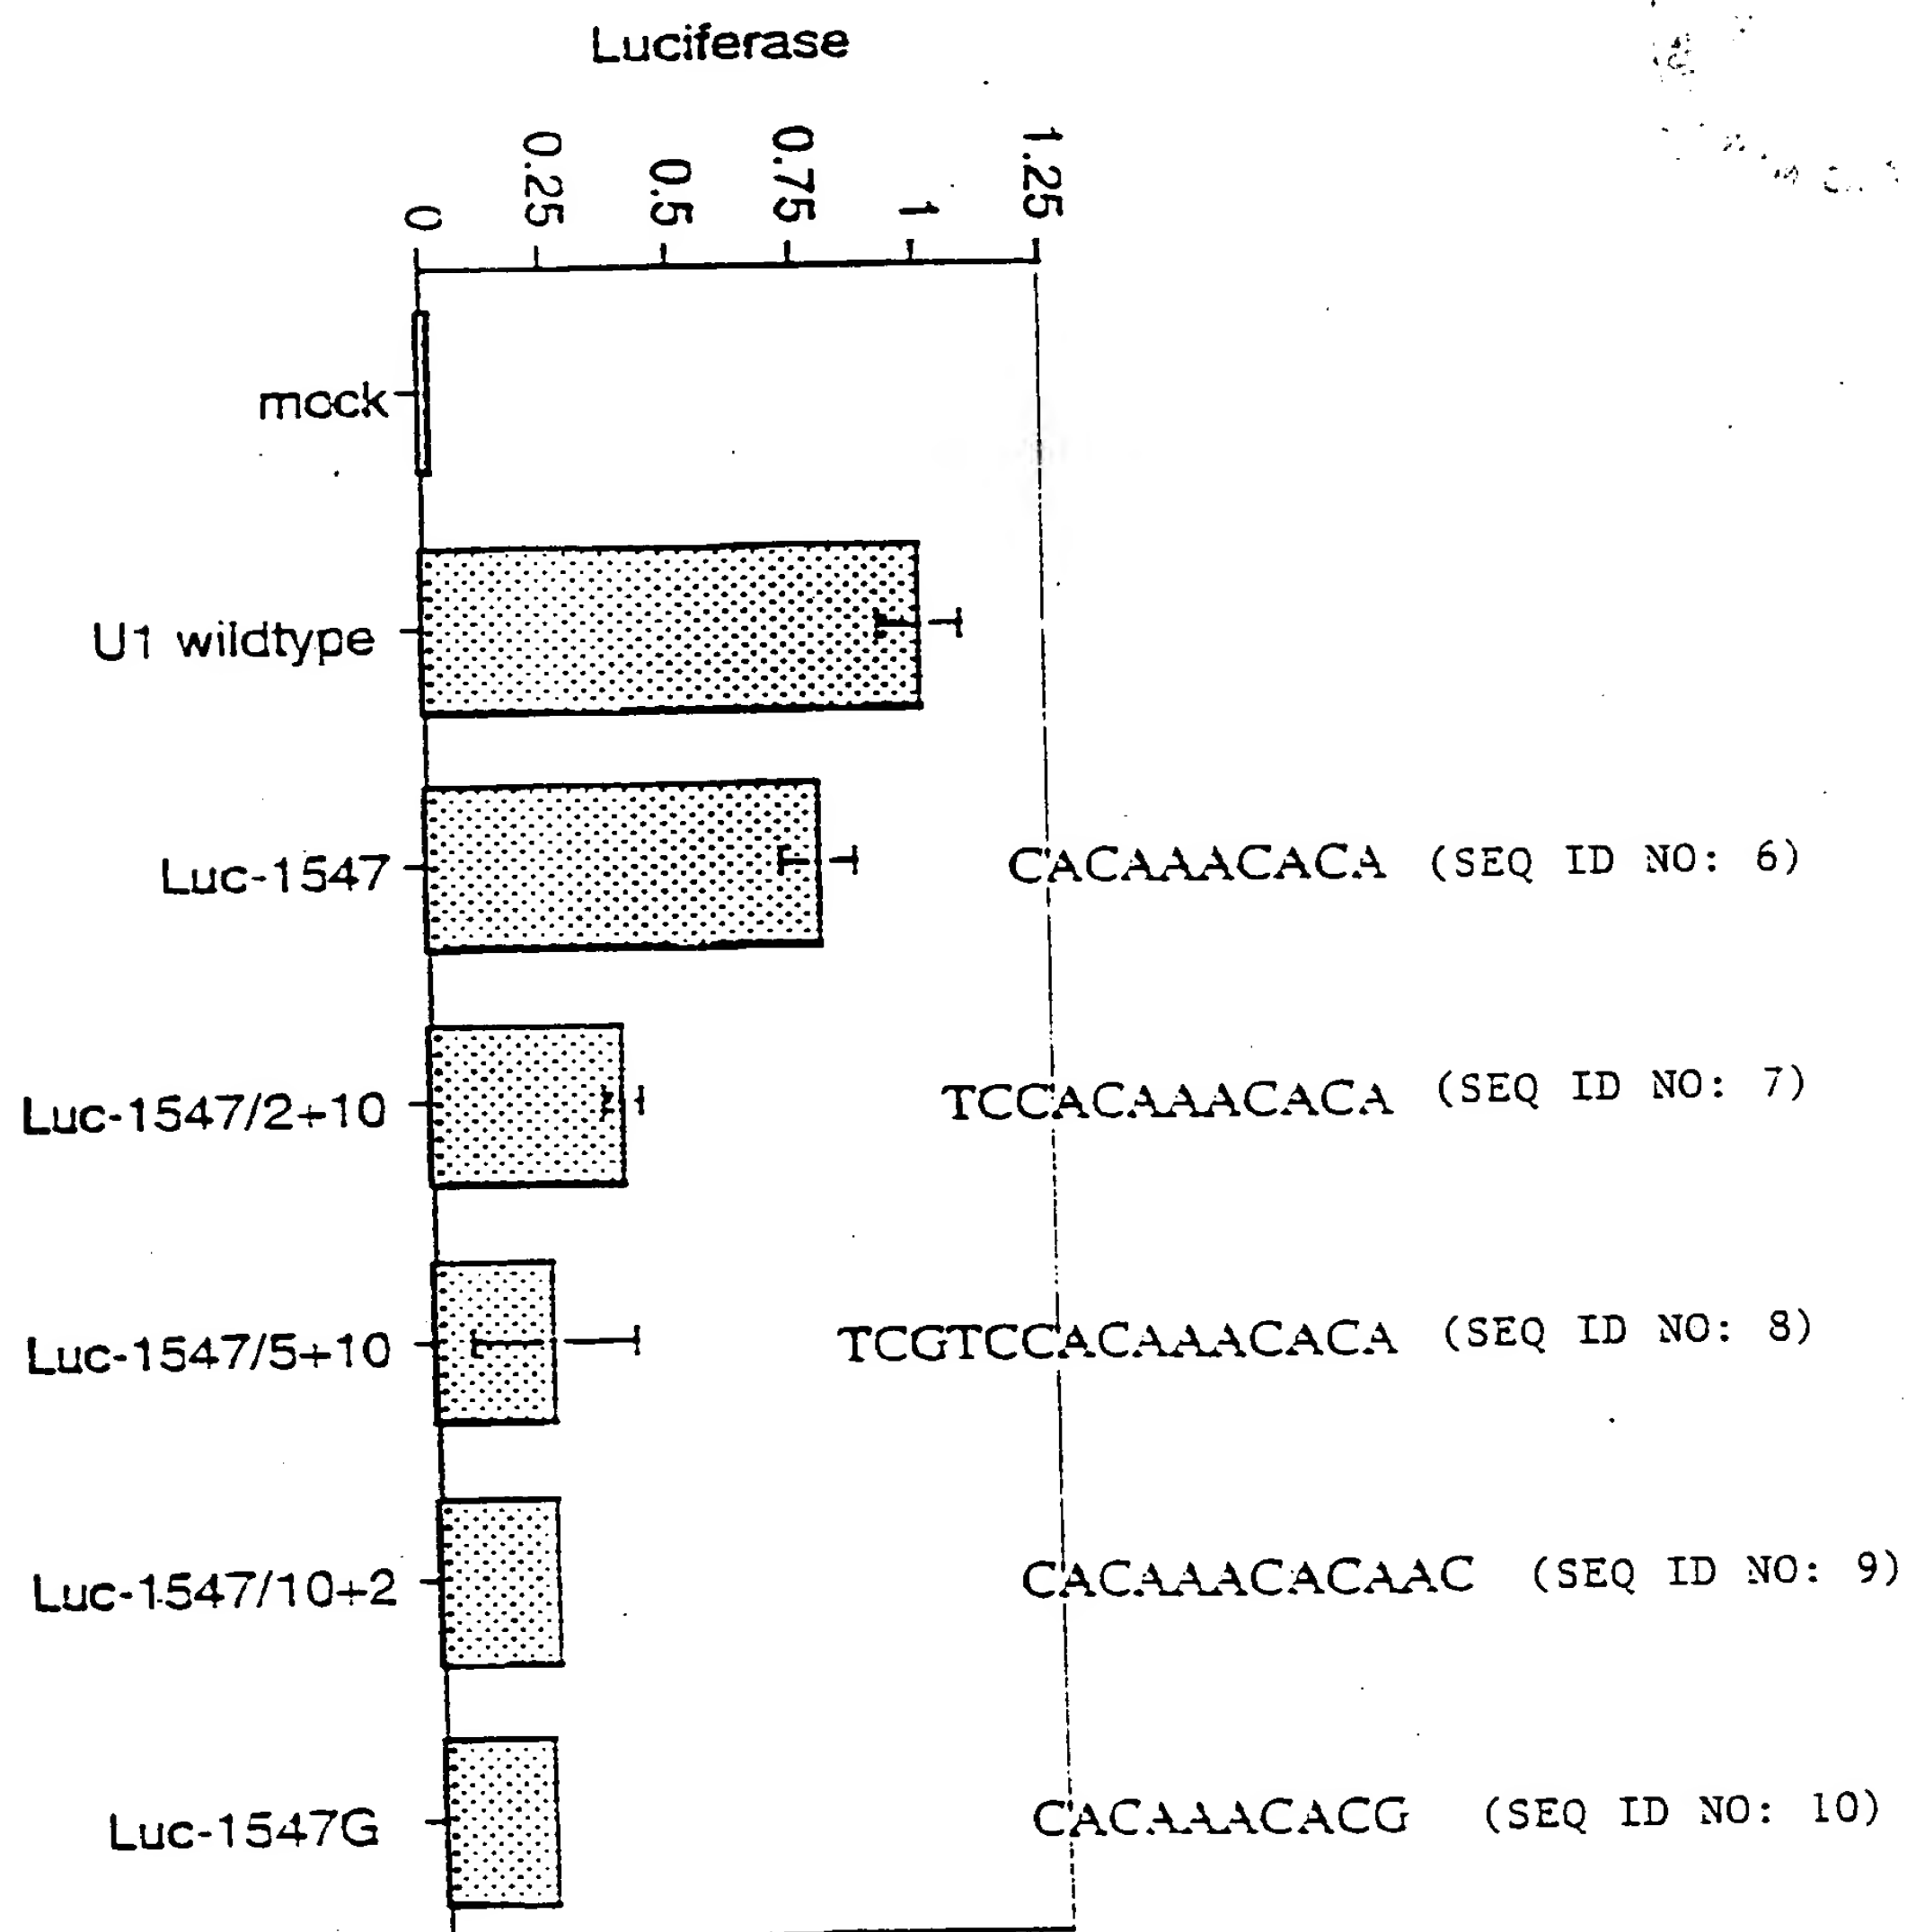 Luciferase
0
0.25
0.5
0.75
1
1.25
mock
U1 wildtype
Luc-1547 CACAAACACA (SEQ ID NO: 6)
Luc-1547/2+10 TCCACAAACACA (SEQ ID NO: 7)
Luc-1547/5+10 TCGTCCACAAACACA (SEQ ID NO: 8)
Luc-1547/10+2 CACAAACACAAC (SEQ ID NO: 9)
Luc-1547G CACAAACACG (SEQ ID NO: 10)